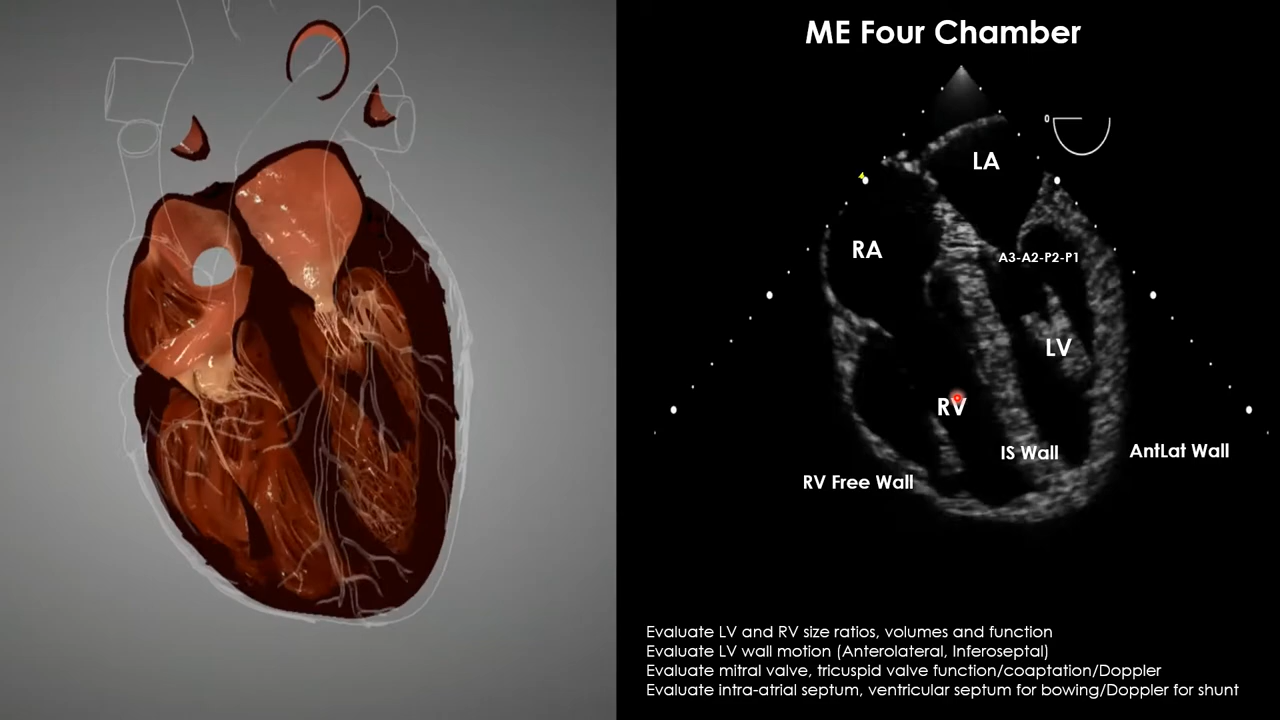 ME Four Chamber
0
LA
RA
A3-A2-P2-P1
LV
RV
IS Wall
AntLat Wall
RV Free Wall
Evaluate LV and RV size ratios, volumes and function
Evaluate LV wall motion (Anterolateral, Inferoseptal)
Evaluate mitral valve, tricuspid valve function/coaptation/Doppler
Evaluate intra-atrial septum, ventricular septum for bowing/Doppler for shunt